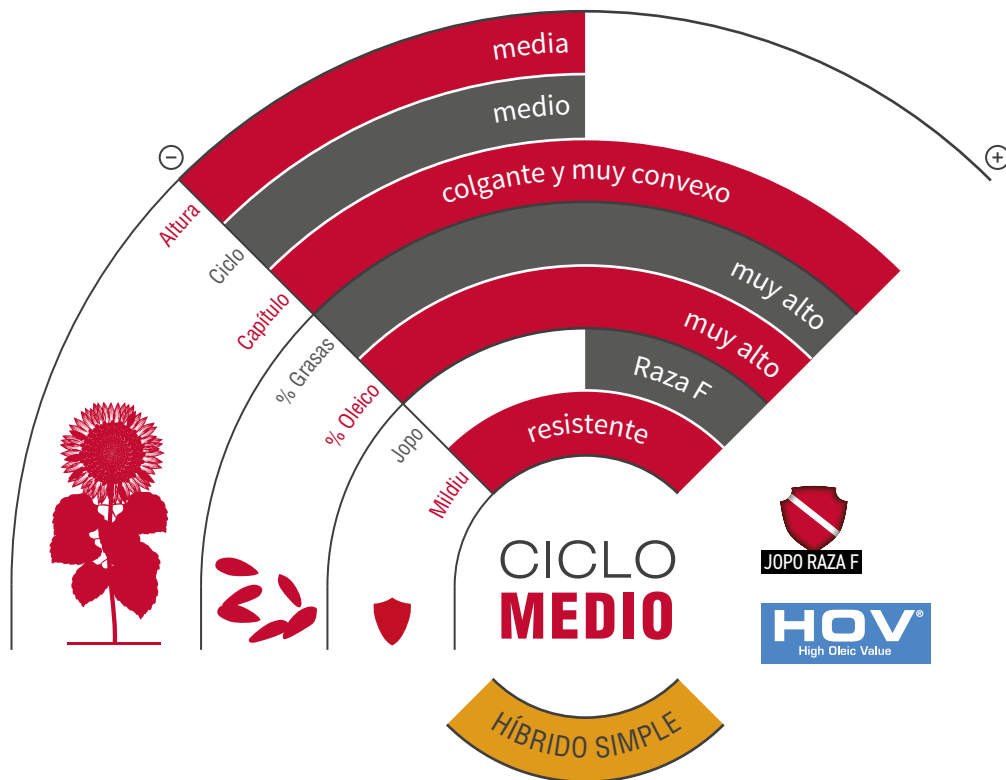 media
medio
colgante y muy convexo
muy alto
muy alto
Raza F
resistente
−
+
Altura
Ciclo
Capítulo
% Grasas
% Oleico
Jopo
Mildiu
CICLO
MEDIO
JOPO RAZA F
HOV®
High Oleic Value
HÍBRIDO SIMPLE